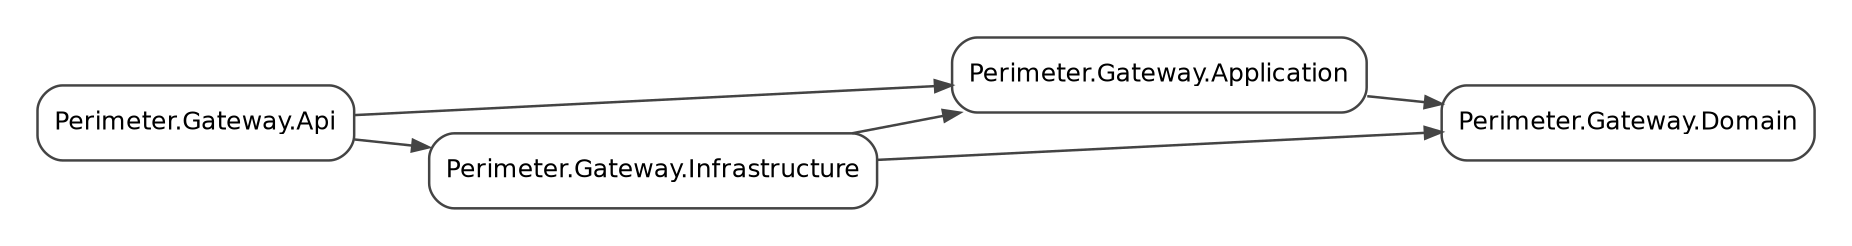 Perimeter.Gateway.Api
Perimeter.Gateway.Infrastructure
Perimeter.Gateway.Application
Perimeter.Gateway.Domain